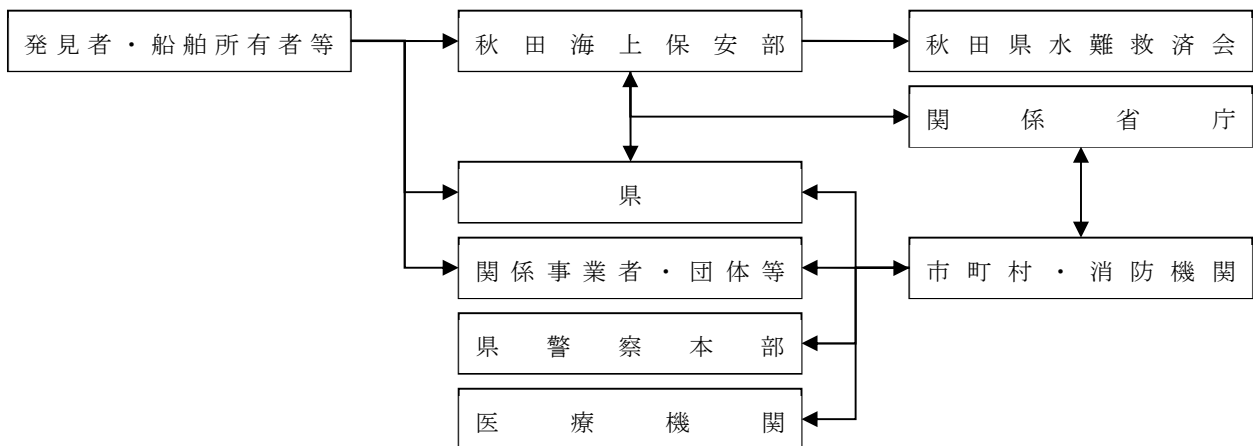 発見者・船舶所有者等
秋田海上保安部
秋田県水難救済会
関係省庁
県
関係事業者・団体等
市町村・消防機関
県警察本部
医療機関